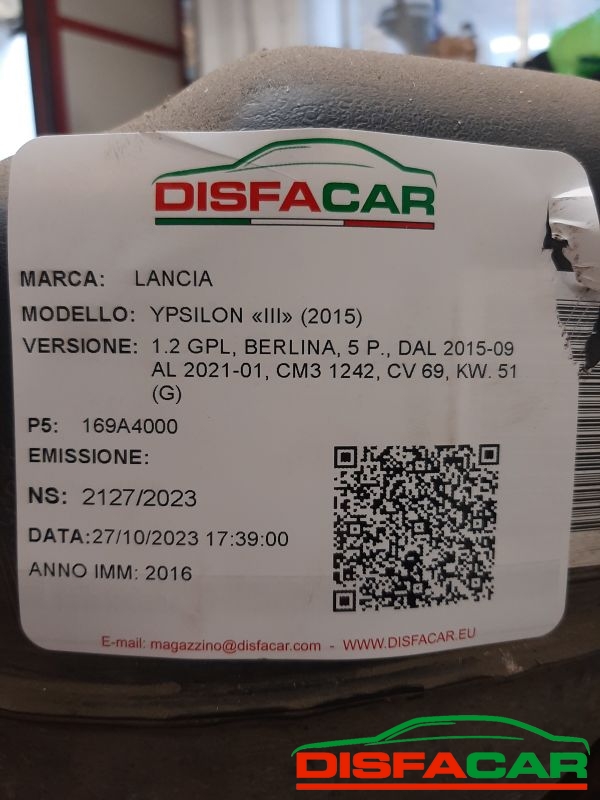 DISFACAR
MARCA: LANCIA
MODELLO: YPSILON «III» (2015)
VERSIONE: 1.2 GPL, BERLINA, 5 P., DAL 2015-09
AL 2021-01, CM3 1242, CV 69, KW. 51
(G)
P5: 169A4000
EMISSIONE:
NS: 2127/2023
DATA:27/10/2023 17:39:00
ANNO IMM: 2016
E-mail: magazzino@disfacar.com - WWW.DISFACAR.EU
DISFACAR